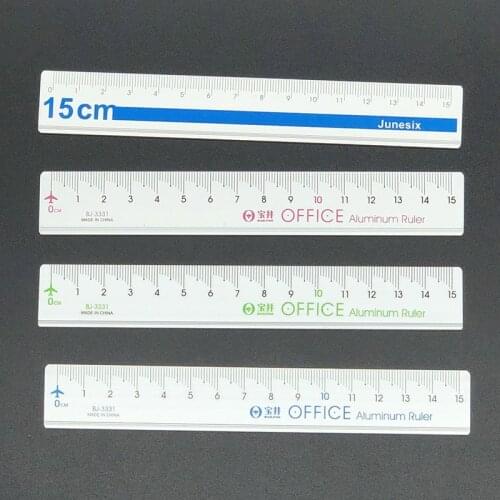 0 1 2 3 4 5 6 7 8 9 10 11 12 13 14 15
15cm
Junesix
0CM 1 2 3 4 5 6 7 8 9 10 11 12 13 14 15
BJ-3331
MADE IN CHINA
宝井 OFFICE Aluminum Ruler
0CM 1 2 3 4 5 6 7 8 9 10 11 12 13 14 15
BJ-3331
MADE IN CHINA
宝井 OFFICE Aluminum Ruler
0CM 1 2 3 4 5 6 7 8 9 10 11 12 13 14 15
BJ-3331
MADE IN CHINA
宝井 OFFICE Aluminum Ruler